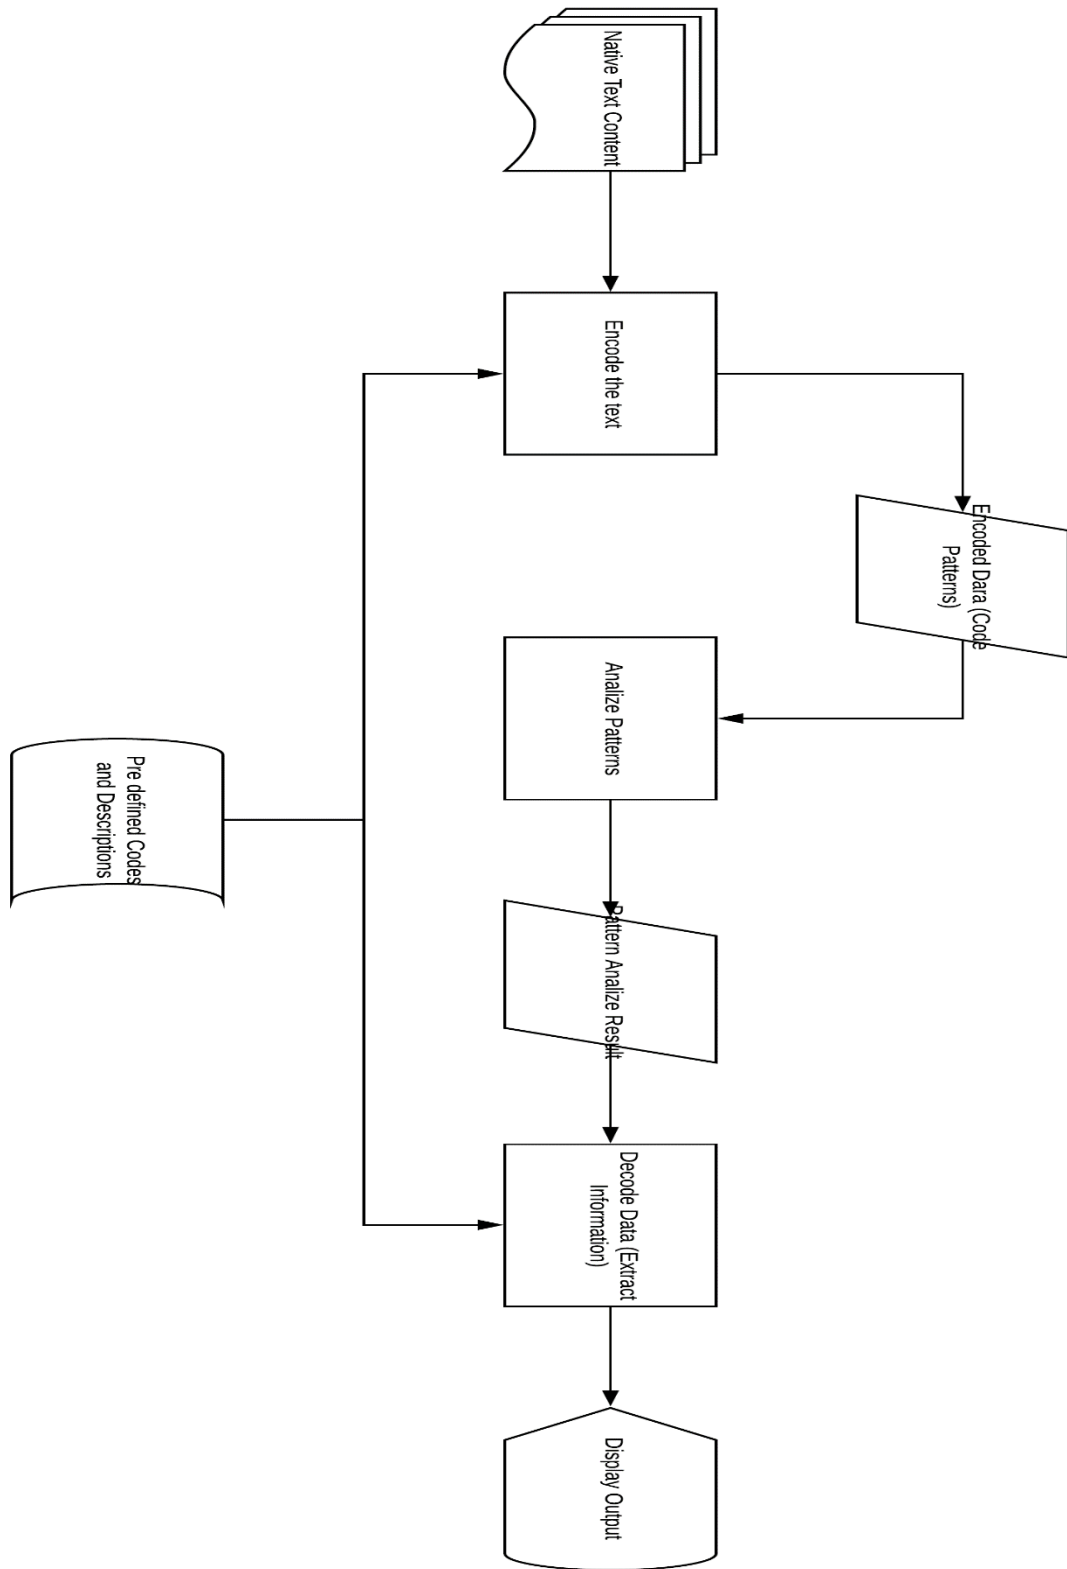 Native Text Content
Encode the text
Encoded Dara (Code
Patterns)
Analize Patterns
Pre defined Codes
and Descriptions
Pattern Analize Result
Decode Data (Extract
Information)
Display Output